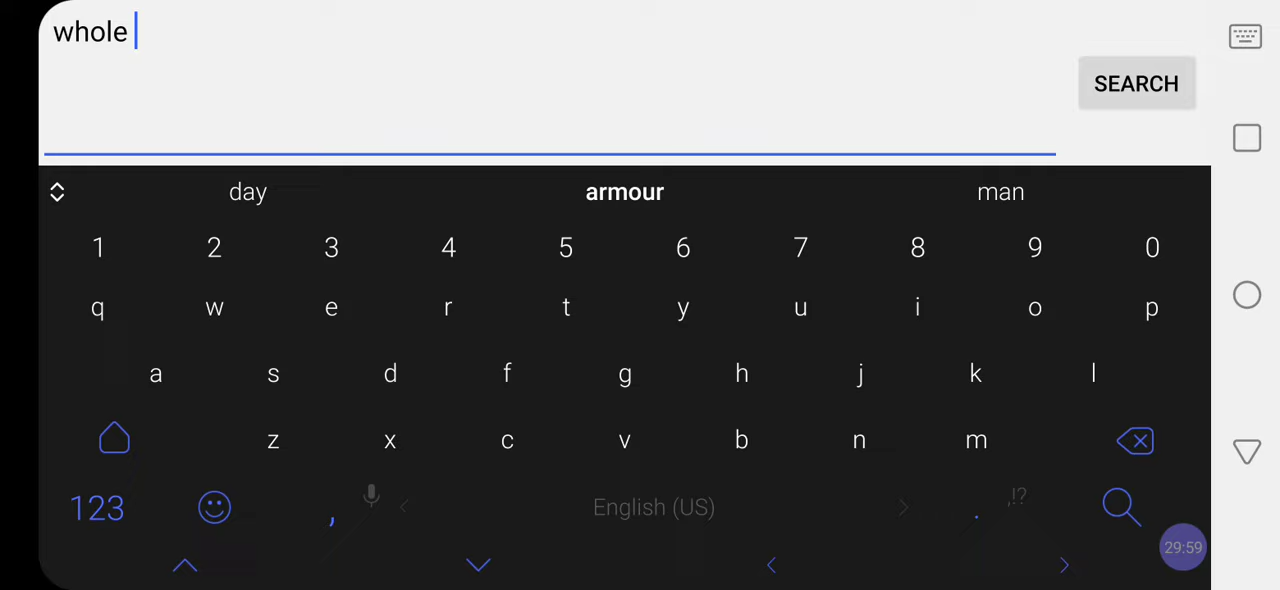 whole
SEARCH
day armour man
1 2 3 4 5 6 7 8 9 0
q w e r t y u i o p
a s d f g h j k l
z x c v b n m
123 , English (US) . ,!?
29:59